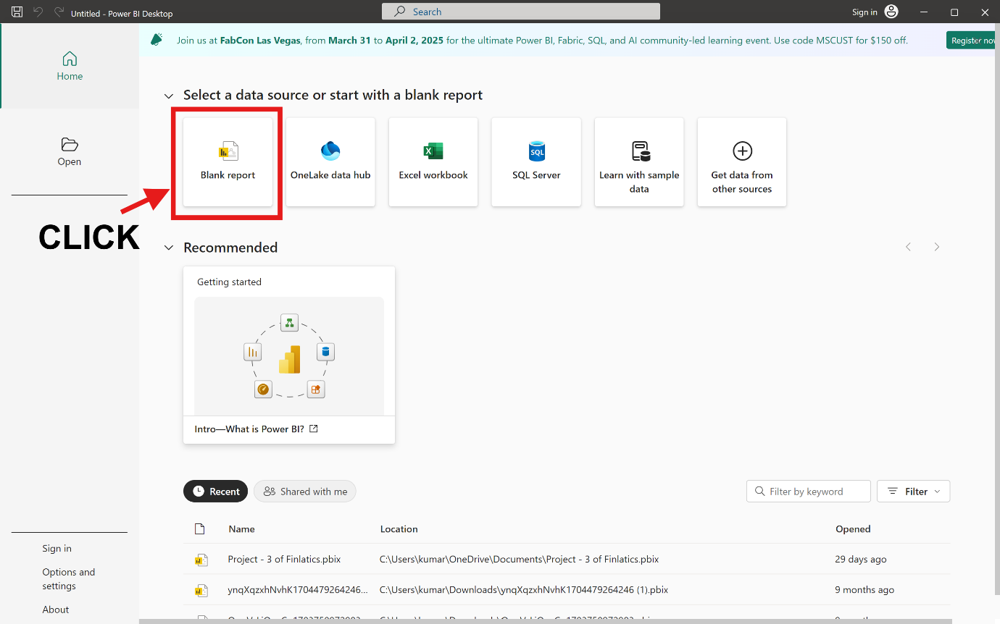 Untitled - Power BI Desktop
Search
Sign in
Join us at FabCon Las Vegas, from March 31 to April 2, 2025 for the ultimate Power BI, Fabric, SQL, and AI community-led learning event. Use code MSCUST for $150 off.
Register now
Home
Open
CLICK
Select a data source or start with a blank report
Blank report
OneLake data hub
Excel workbook
SQL
SQL Server
Learn with sample
data
Get data from
other sources
Recommended
Getting started
Intro—What is Power BI?
Recent
Shared with me
Filter by keyword
Filter
Name Location Opened
Project - 3 of Finlatics.pbix C:\Users\kumar\OneDrive\Documents\Project - 3 of Finlatics.pbix 29 days ago
ynqXqzxhNvhK1704479264246... C:\Users\kumar\Downloads\ynqXqzxhNvhK1704479264246 (1).pbix 9 months ago
Sign in
Options and
settings
About